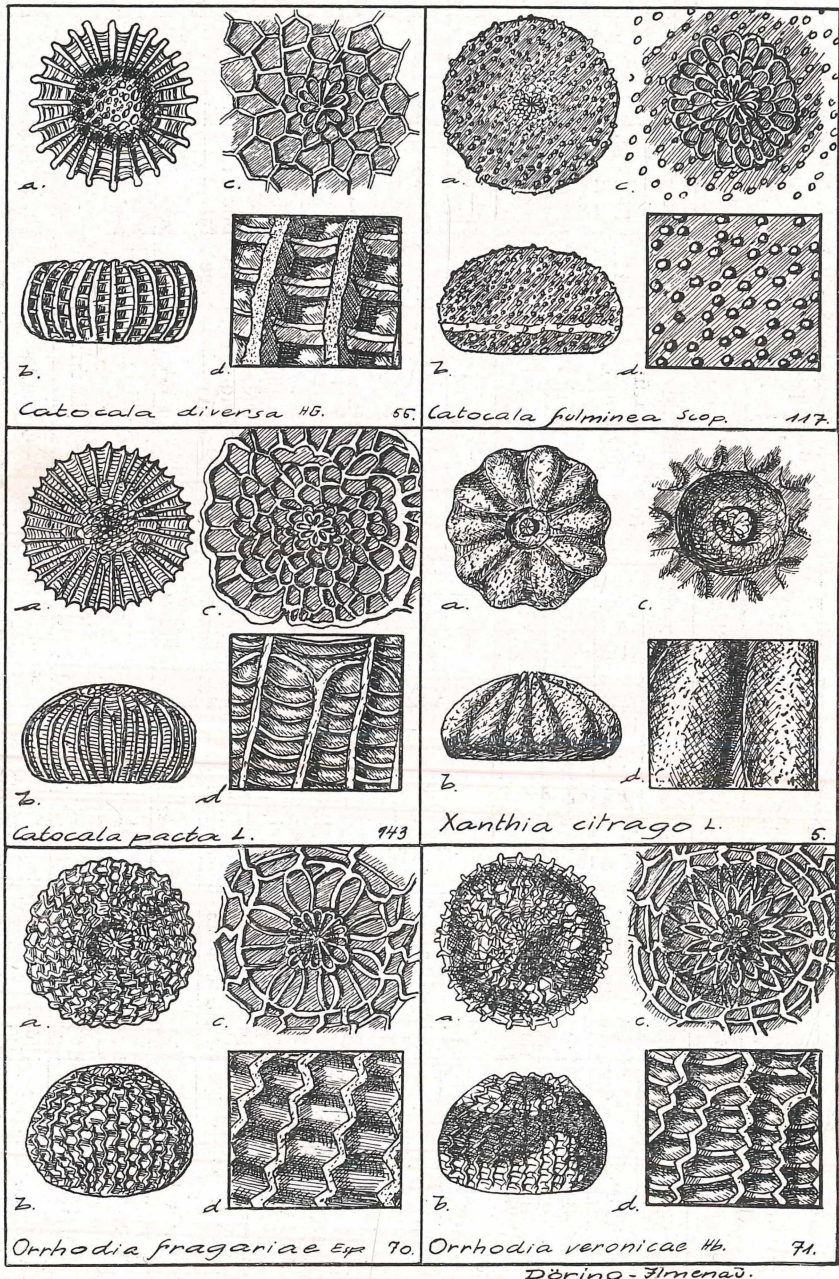 a. c. a. c.
b. d. b. d.
Catocala diversa HG. 55. Catocala fulminea Scop. 117.
a. c. a. c.
b. d b. d.
Catocala pacta L. 143 Xanthia citrago L. 5.
a. c. a. c.
b. d b. d.
Orrhodia fragariae Esp. 70. Orrhodia veronicae Hb. 71.
Döring-Ilmenau.